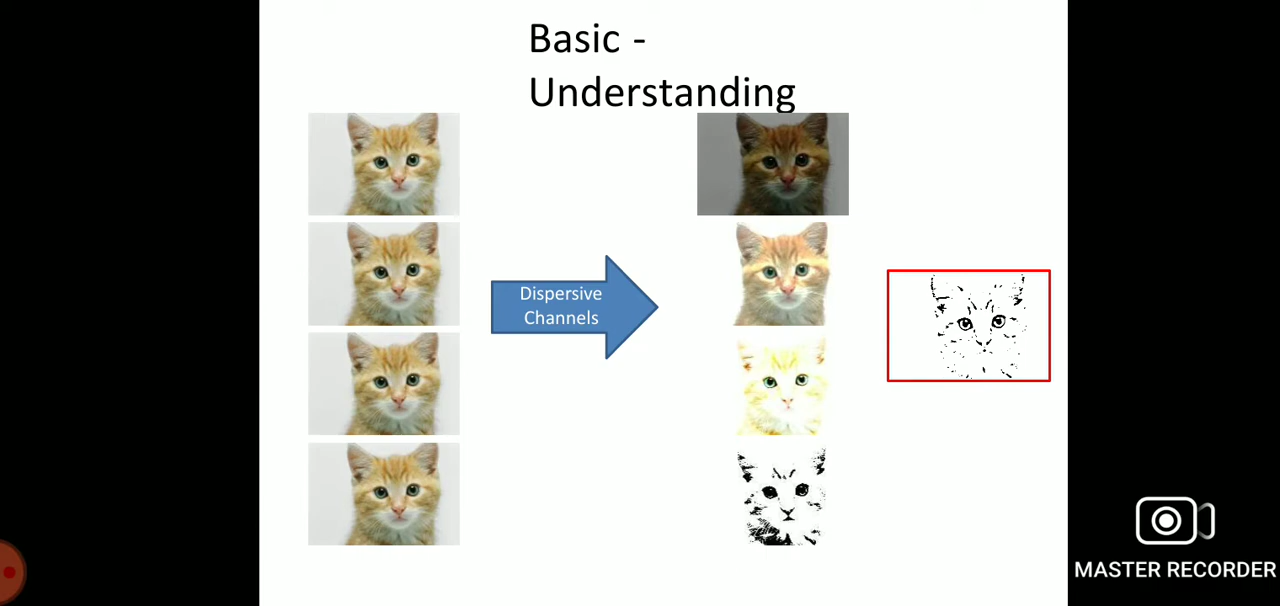 Basic -
Understanding
Dispersive
Channels
MASTER RECORDER